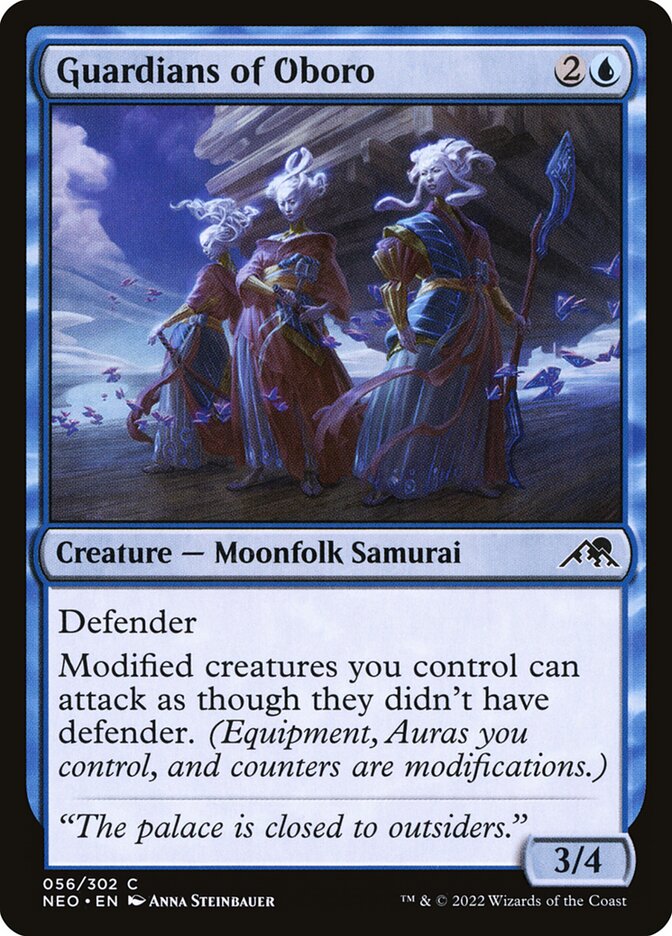 Guardians of Oboro 2
Creature — Moonfolk Samurai
Defender
Modified creatures you control can
attack as though they didn't have
defender. (Equipment, Auras you
control, and counters are modifications.)
"The palace is closed to outsiders."
3/4
056/302 C
NEO • EN Anna Steinbauer
™ & © 2022 Wizards of the Coast